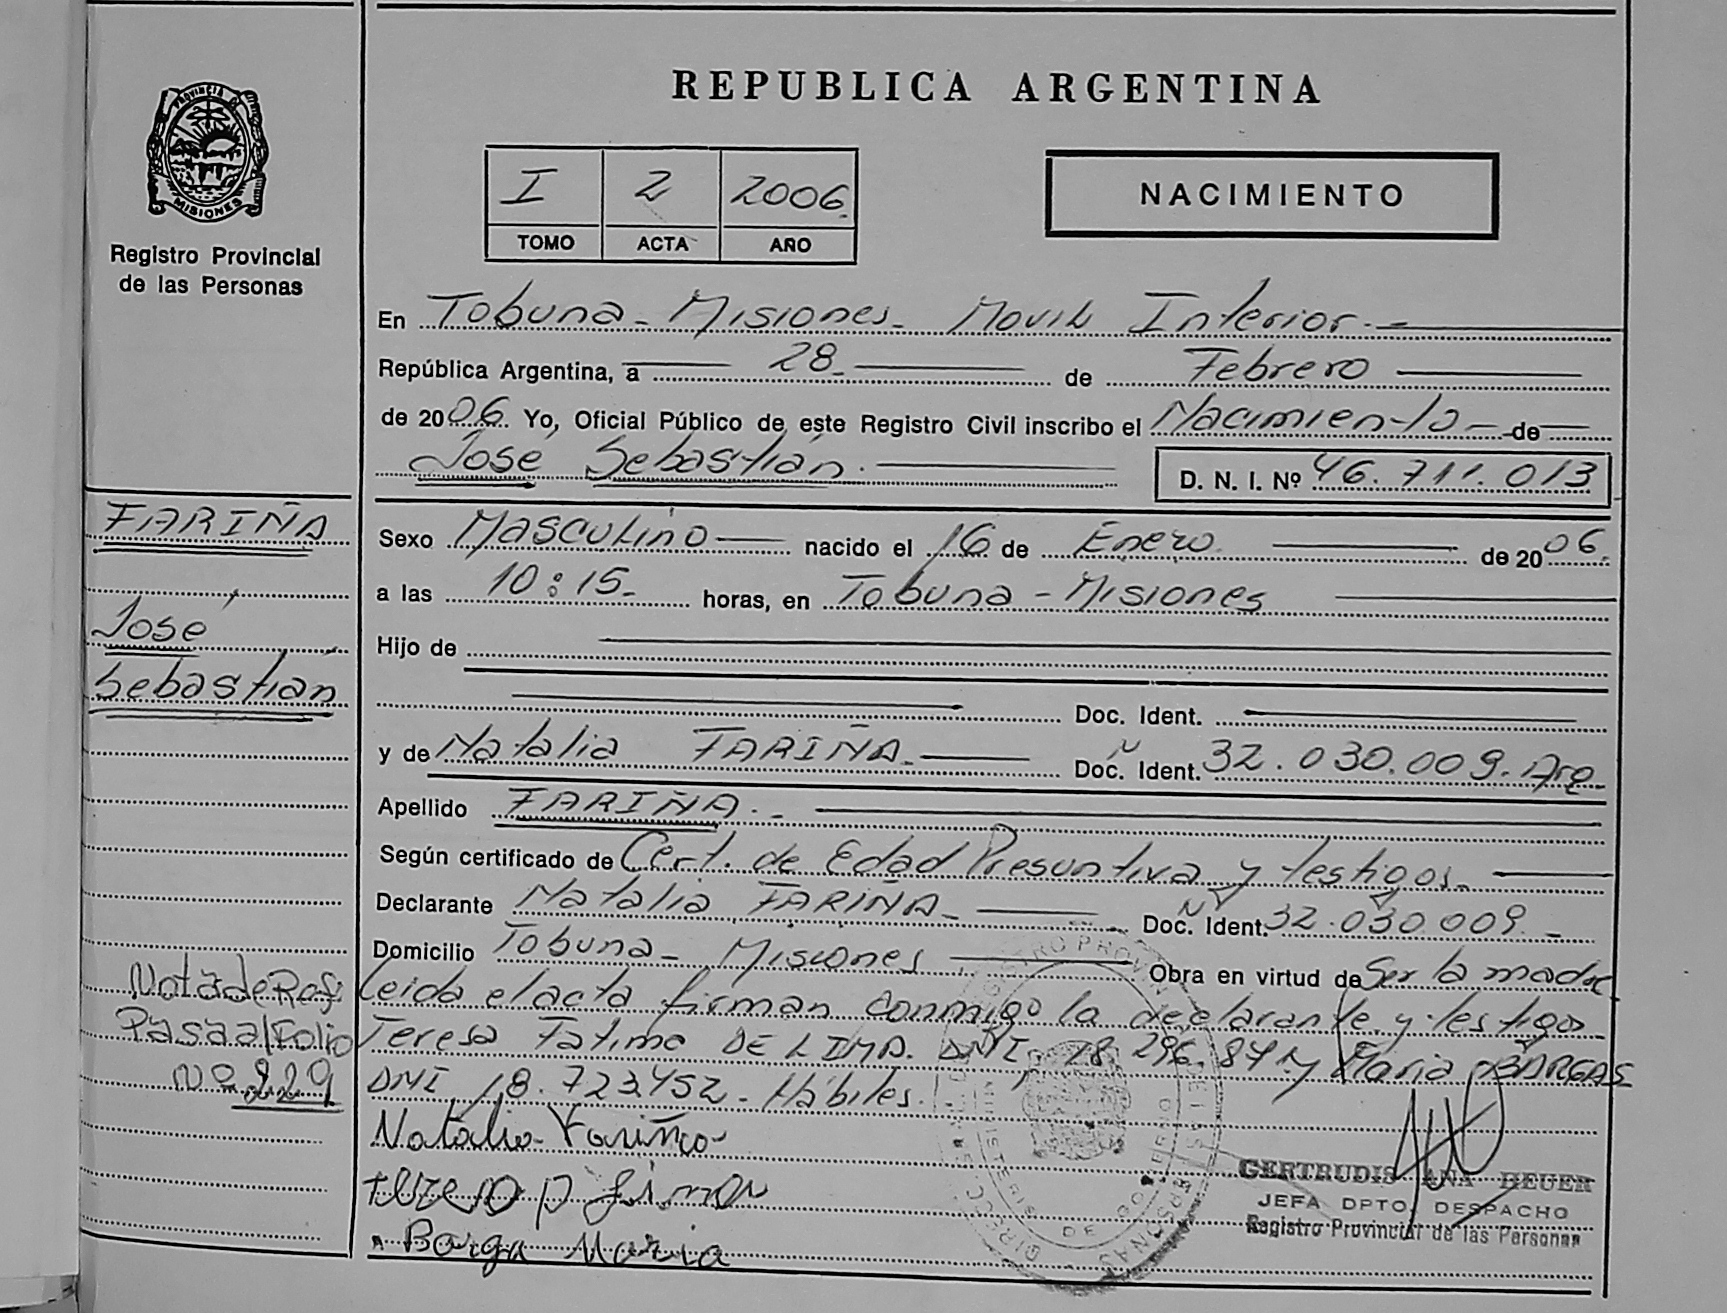 REPUBLICA ARGENTINA
PROVINCIA DE
MISIONES
Registro Provincial
de las Personas
I 2 2006.
TOMO ACTA AÑO
NACIMIENTO
En Tobuna - Misiones - Movil Interior.-
República Argentina, a 28 de Febrero
de 2006. Yo, Oficial Público de este Registro Civil inscribo el Nacimiento de
José Sebastián. D. N. I. Nº 46.711.013
FARIÑA
José
Sebastián
Sexo Masculino nacido el 16 de Enero de 2006.
a las 10:15 horas, en Tobuna - Misiones
Hijo de
Doc. Ident.
y de Natalia FARIÑA Doc. Ident. 32.030.009. Arg
Apellido FARIÑA.-
Según certificado de Cert. de Edad Presuntiva y testigos
Declarante Natalia FARIÑA Doc. Ident. 32.030.009.-
Domicilio Tobuna - Misiones Obra en virtud de Ser la madre
Nota de Ref
Pasa al Folio
Nº 229
Leida el acta firman conmigo la declarante y testigos
Teresa Fatima DE LIMA. DNI, 18.296.841 y Maria BARGAS
DNI 18.723452 - Hábiles.
Natalia Fariña
Borga Maria
GERTRUDIS ANA BEUER
JEFA DPTO. DESPACHO
Registro Provincial de las Personas